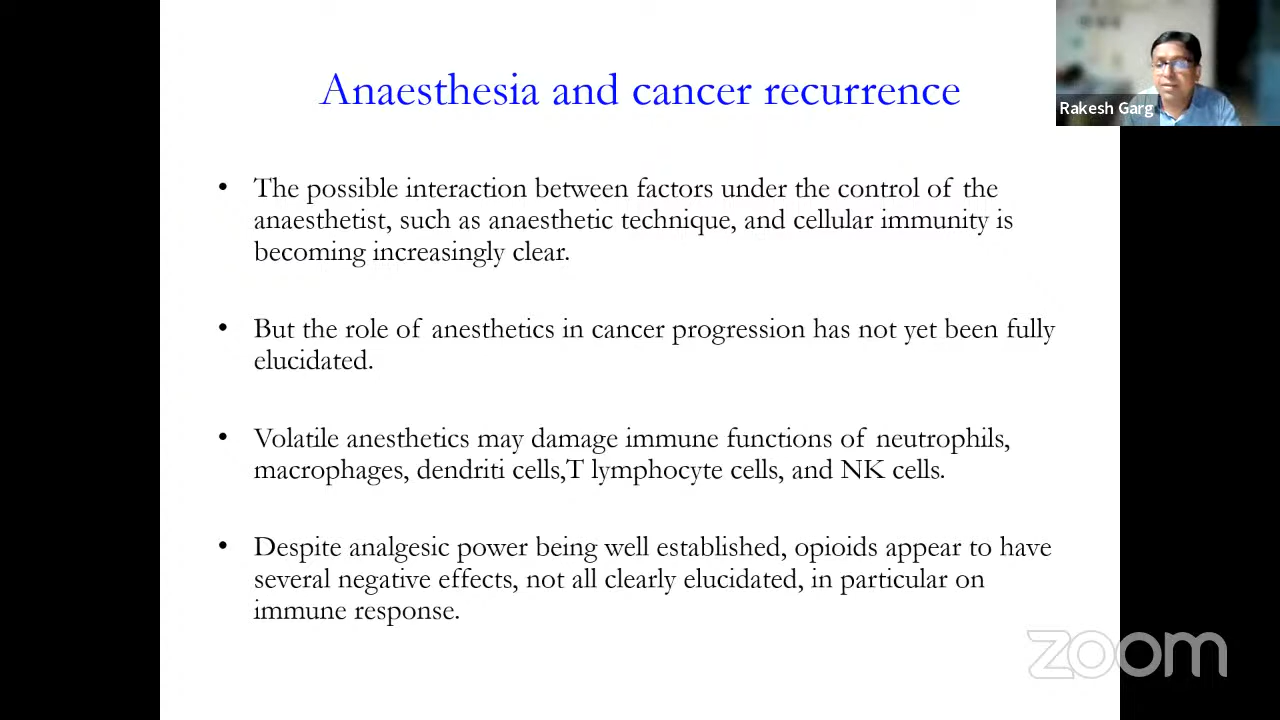 Anaesthesia and cancer recurrence
Rakesh Garg
• The possible interaction between factors under the control of the
anaesthetist, such as anaesthetic technique, and cellular immunity is
becoming increasingly clear.
• But the role of anesthetics in cancer progression has not yet been fully
elucidated.
• Volatile anesthetics may damage immune functions of neutrophils,
macrophages, dendriti cells,T lymphocyte cells, and NK cells.
• Despite analgesic power being well established, opioids appear to have
several negative effects, not all clearly elucidated, in particular on
immune response.
zoom